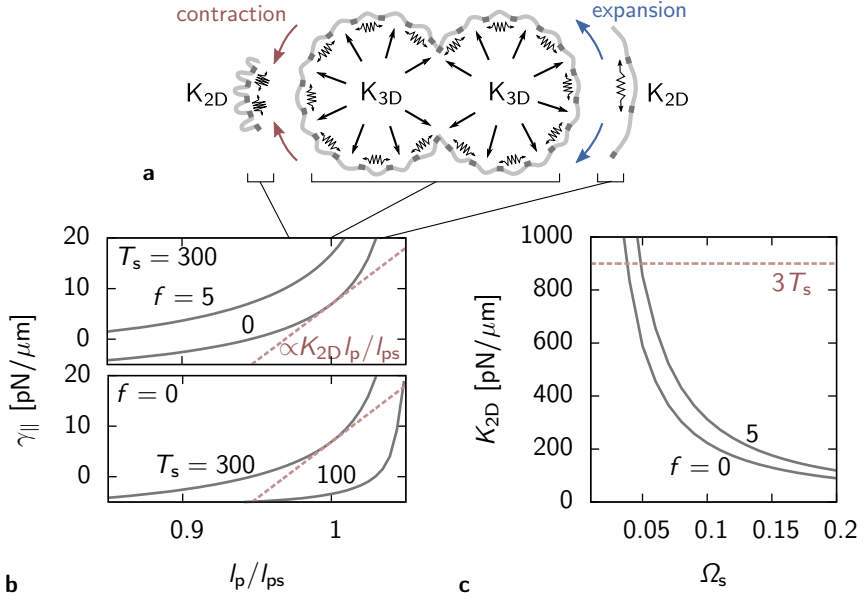 contraction
expansion
K2D
K3D
K3D
K2D
a
20
10
0
Ts = 300
f = 5
0
∝K2D lp/lps
20
10
0
f = 0
Ts = 300
100
γ|| [pN/μm]
0.9
1
lp/lps
b
1000
800
600
400
200
0
3Ts
5
f = 0
K2D [pN/μm]
0.05
0.1
0.15
0.2
Ωs
c